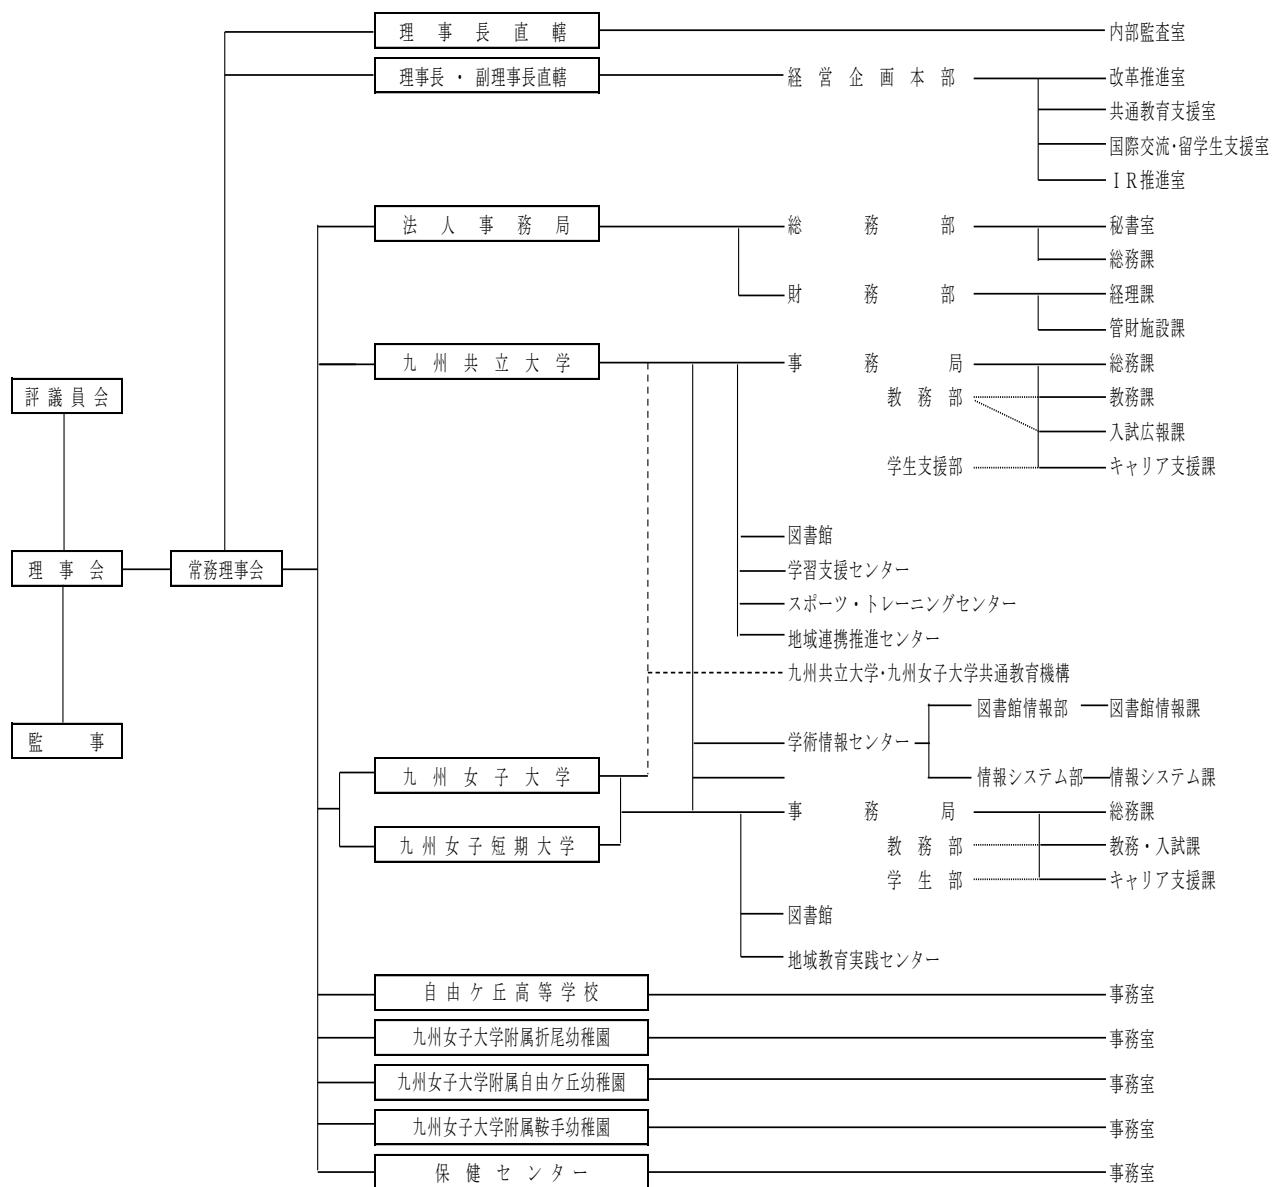 理事長直轄 内部監査室
理事長・副理事長直轄 経営企画本部 改革推進室
共通教育支援室
国際交流・留学生支援室
ＩＲ推進室
法人事務局 総務部 秘書室
総務課
財務部 経理課
管財施設課
九州共立大学 事務局 総務課
評議員会 教務部 教務課
入試広報課
学生支援部 キャリア支援課
図書館
理事会 常務理事会 学習支援センター
スポーツ・トレーニングセンター
地域連携推進センター
九州共立大学・九州女子大学共通教育機構
図書館情報部 図書館情報課
監事 学術情報センター
九州女子大学 情報システム部 情報システム課
事務局 総務課
九州女子短期大学 教務部 教務・入試課
学生部 キャリア支援課
図書館
地域教育実践センター
自由ケ丘高等学校 事務室
九州女子大学附属折尾幼稚園 事務室
九州女子大学附属自由ケ丘幼稚園 事務室
九州女子大学附属鞍手幼稚園 事務室
保健センター 事務室